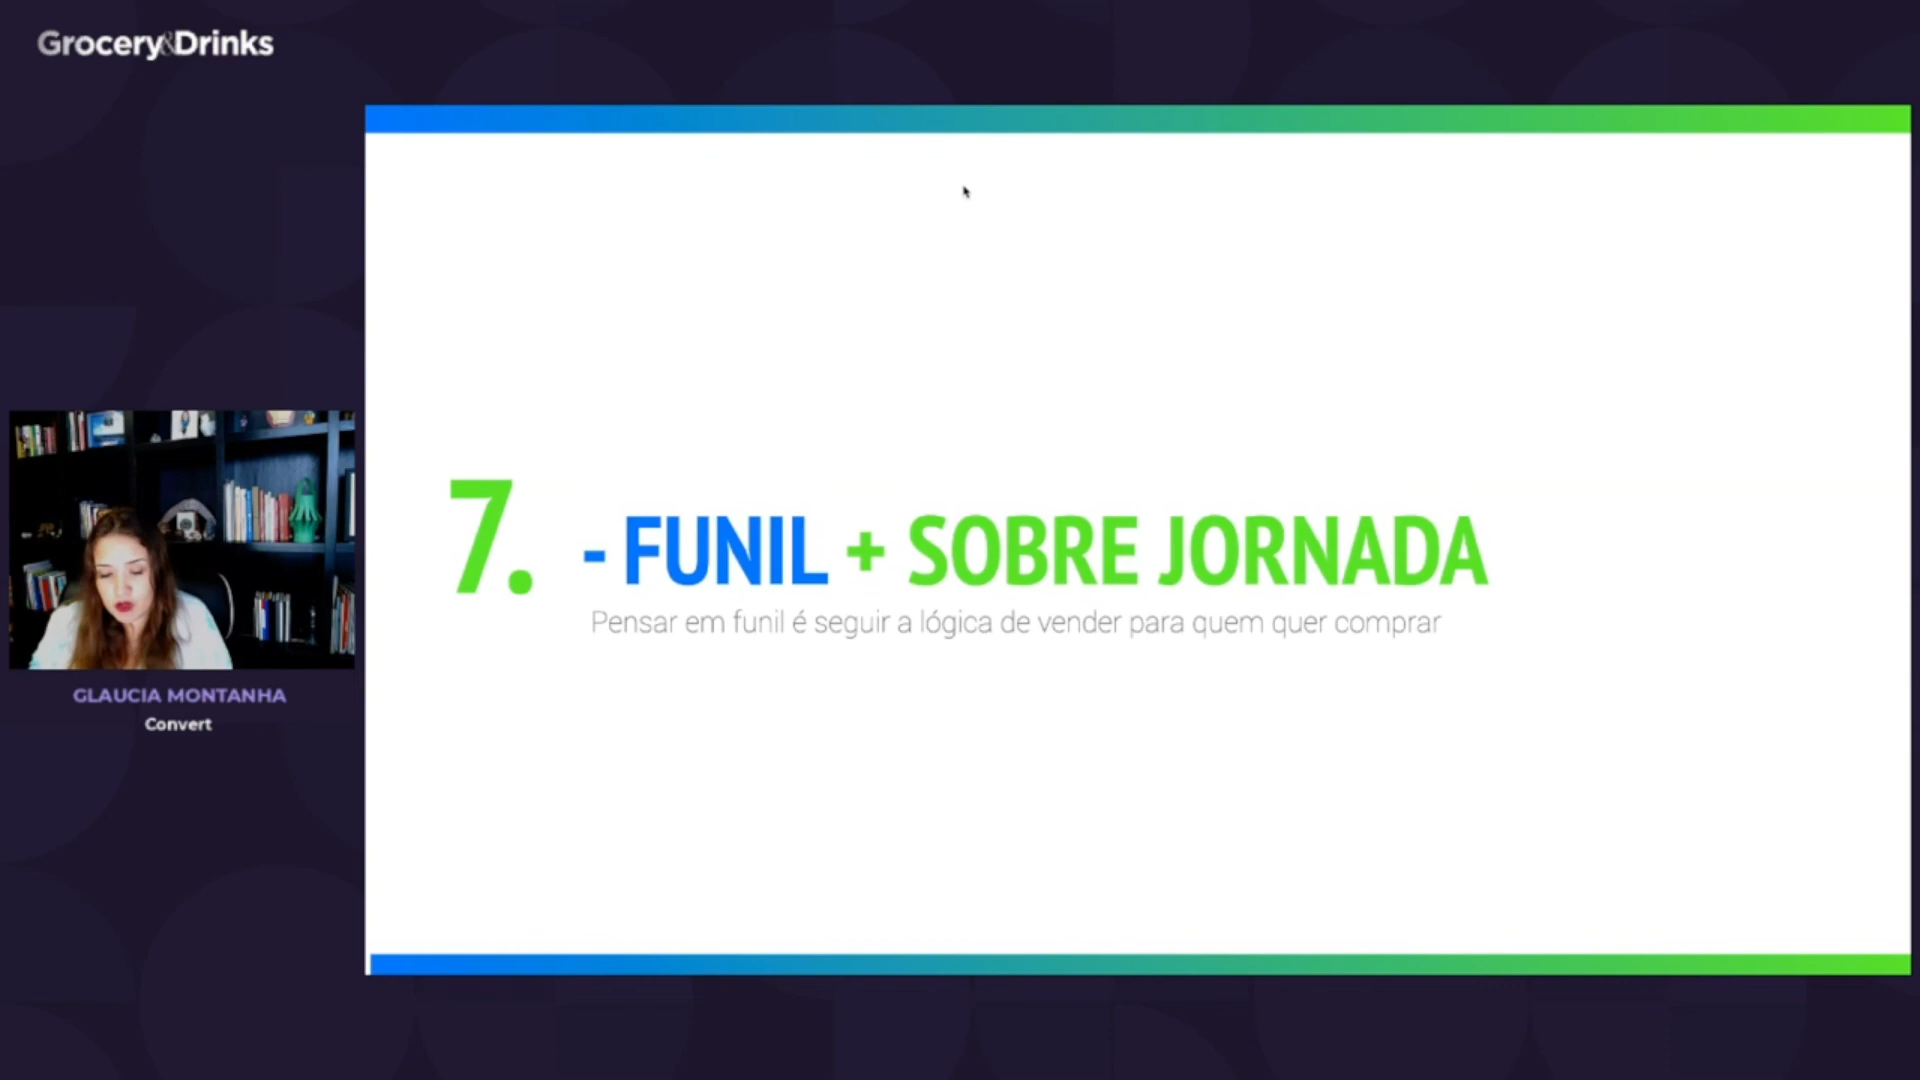 Grocery&Drinks
7. - FUNIL + SOBRE JORNADA
Pensar em funil é seguir a lógica de vender para quem quer comprar
GLAUCIA MONTANHA
Convert